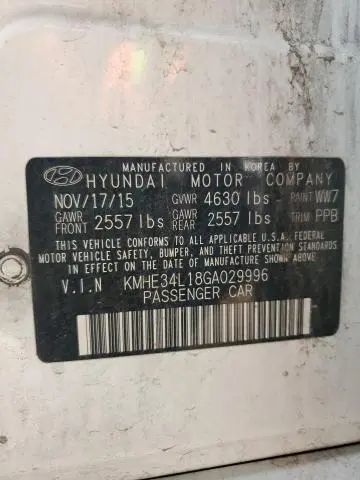 MANUFACTURED IN KOREA BY
HYUNDAI MOTOR COMPANY
NOV/17/15 GVWR 4630 lbs PAINT WW7
GAWR FRONT 2557 lbs GAWR REAR 2557 lbs TRIM PPB
THIS VEHICLE CONFORMS TO ALL APPLICABLE U.S.A. FEDERAL
MOTOR VEHICLE SAFETY, BUMPER, AND THEFT PREVENTION STANDARDS
IN EFFECT ON THE DATE OF MANUFACTURE SHOWN ABOVE.
V.I.N KMHE34L18GA029996
PASSENGER CAR